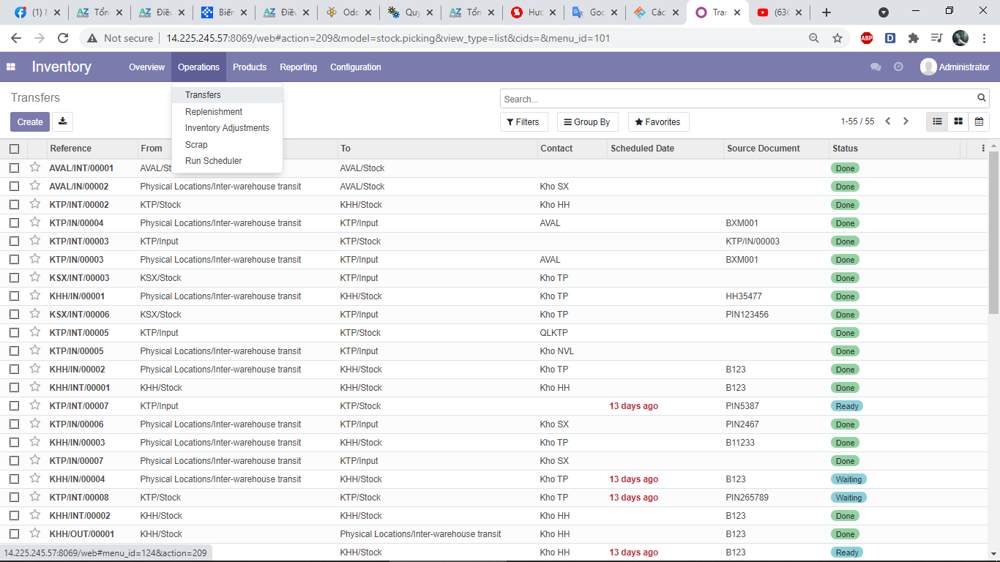 (1) M
Tổn
Điều
Biến
Điều
Odo
Quy
Tổn
Hướ
Goo
Các
Tran
(636
Not secure 14.225.245.57:8069/web#action=209&model=stock.picking&view_type=list&cids=&menu_id=101
Inventory Overview Operations Products Reporting Configuration Administrator
Transfers
Search...
Create
Filters Group By Favorites 1-55 / 55
Transfers
Replenishment
Inventory Adjustments
Scrap
Run Scheduler
Reference From To Contact Scheduled Date Source Document Status
AVAL/INT/00001 AVAL/St AVAL/Stock Done
AVAL/IN/00002 Physical Locations/Inter-warehouse transit AVAL/Stock Kho SX Done
KTP/INT/00002 KTP/Stock KHH/Stock Kho HH Done
KTP/IN/00004 Physical Locations/Inter-warehouse transit KTP/Input AVAL BXM001 Done
KTP/INT/00003 KTP/Input KTP/Stock KTP/IN/00003 Done
KTP/IN/00003 Physical Locations/Inter-warehouse transit KTP/Input AVAL BXM001 Done
KSX/INT/00003 KSX/Stock KTP/Input Kho TP Done
KHH/IN/00001 Physical Locations/Inter-warehouse transit KHH/Stock Kho TP HH35477 Done
KSX/INT/00006 KSX/Stock KTP/Input Kho TP PIN123456 Done
KTP/INT/00005 Physical Locations/Inter-warehouse transit KTP/Stock QLKTP Done
KTP/IN/00005 Physical Locations/Inter-warehouse transit KTP/Input Kho NVL Done
KHH/IN/00002 Physical Locations/Inter-warehouse transit KHH/Stock Kho TP B123 Done
KHH/INT/00001 KHH/Stock KHH/Stock Kho HH B123 Done
KTP/INT/00007 KTP/Input KTP/Stock 13 days ago PIN5387 Ready
KTP/IN/00006 Physical Locations/Inter-warehouse transit KTP/Input Kho SX PIN2467 Done
KHH/IN/00003 Physical Locations/Inter-warehouse transit KHH/Stock Kho TP B11233 Done
KTP/IN/00007 Physical Locations/Inter-warehouse transit KTP/Input Kho SX Done
KHH/IN/00004 Physical Locations/Inter-warehouse transit KHH/Stock Kho TP 13 days ago B123 Waiting
KTP/INT/00008 KTP/Stock KTP/Stock Kho TP 13 days ago PIN265789 Waiting
KHH/INT/00002 KHH/Stock KHH/Stock Kho HH B123 Done
KHH/OUT/00001 KHH/Stock Physical Locations/Inter-warehouse transit Kho HH B123 Done
KHH/Stock Kho HH 13 days ago B123 Ready
14.225.245.57:8069/web#menu_id=124&action=209